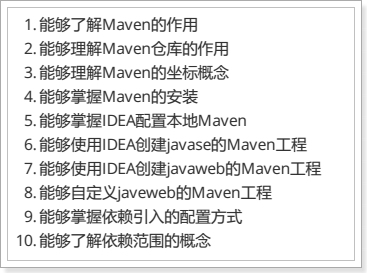 1. 能够了解Maven的作用
2. 能够理解Maven仓库的作用
3. 能够理解Maven的坐标概念
4. 能够掌握Maven的安装
5. 能够掌握IDEA配置本地Maven
6. 能够使用IDEA创建javase的Maven工程
7. 能够使用IDEA创建javaweb的Maven工程
8. 能够自定义javeweb的Maven工程
9. 能够掌握依赖引入的配置方式
10. 能够了解依赖范围的概念